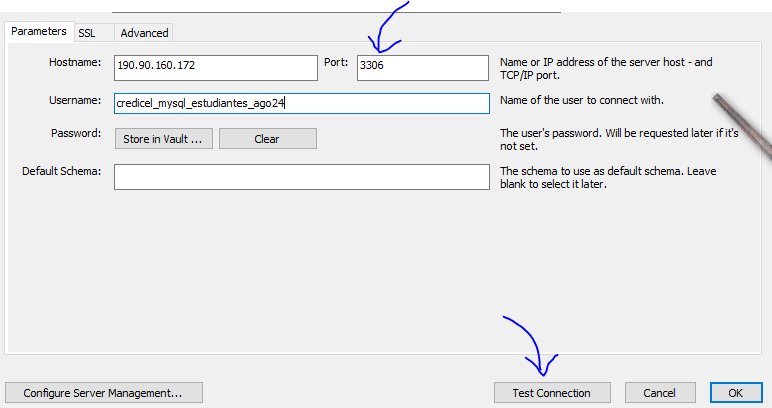 Parameters SSL Advanced
Hostname: 190.90.160.172 Port: 3306 Name or IP address of the server host - and
TCP/IP port.
Username: credicel_mysql_estudiantes_ago24 Name of the user to connect with.
Password: Store in Vault ... Clear The user's password. Will be requested later if it's
not set.
Default Schema: The schema to use as default schema. Leave
blank to select it later.
Configure Server Management... Test Connection Cancel OK